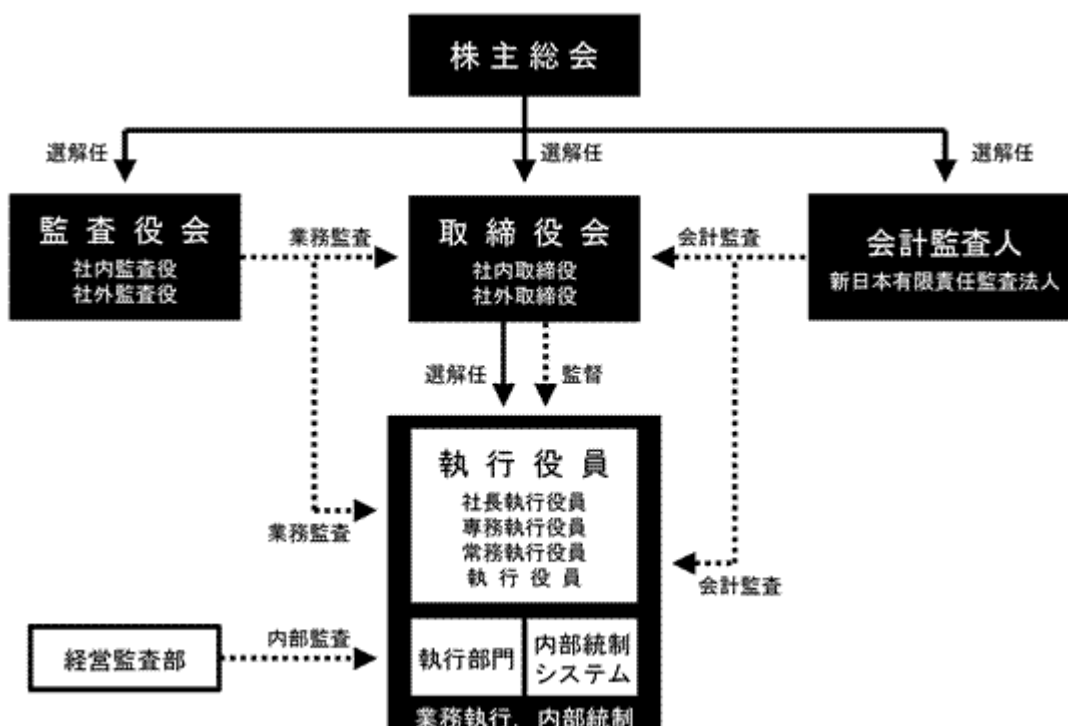 株主総会
選解任
選解任
選解任
監査役会
社内監査役
社外監査役
業務監査
取締役会
社内取締役
社外取締役
会計監査
会計監査人
新日本有限責任監査法人
選解任
監督
執行役員
社長執行役員
専務執行役員
常務執行役員
執行役員
業務監査
会計監査
経営監査部
内部監査
執行部門
内部統制
システム
業務執行、内部統制